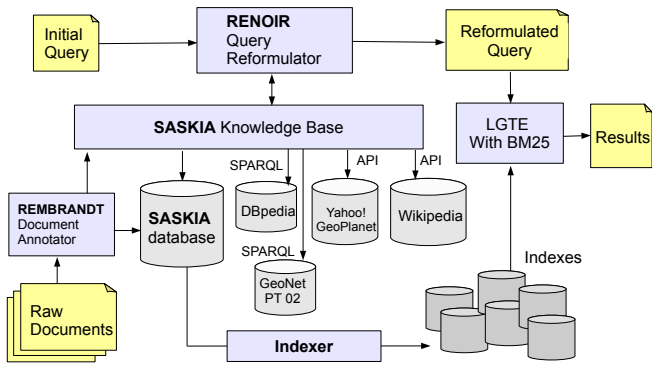 Initial
Query
RENOIR
Query
Reformulator
Reformulated
Query
SASKIA Knowledge Base
LGTE
With BM25
Results
SPARQL
API
API
REMBRANDT
Document
Annotator
SASKIA
database
DBpedia
Yahoo!
GeoPlanet
Wikipedia
SPARQL
GeoNet
PT 02
Indexes
Raw
Documents
Indexer